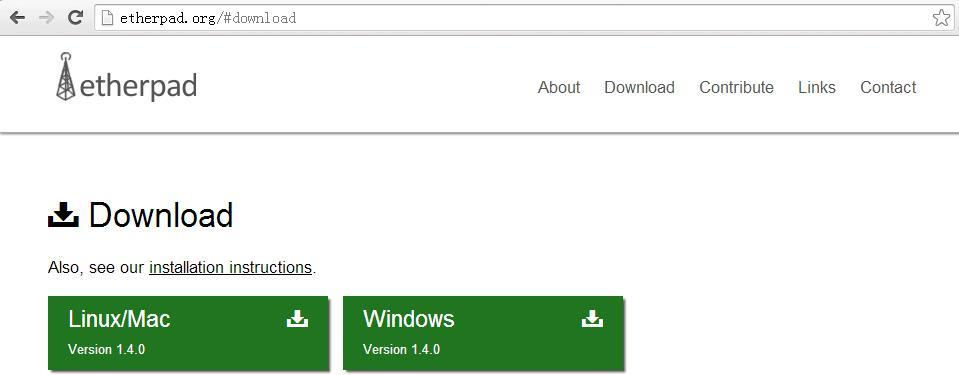 etherpad.org/#download
etherpad
About Download Contribute Links Contact
Download
Also, see our installation instructions.
Linux/Mac
Version 1.4.0
Windows
Version 1.4.0